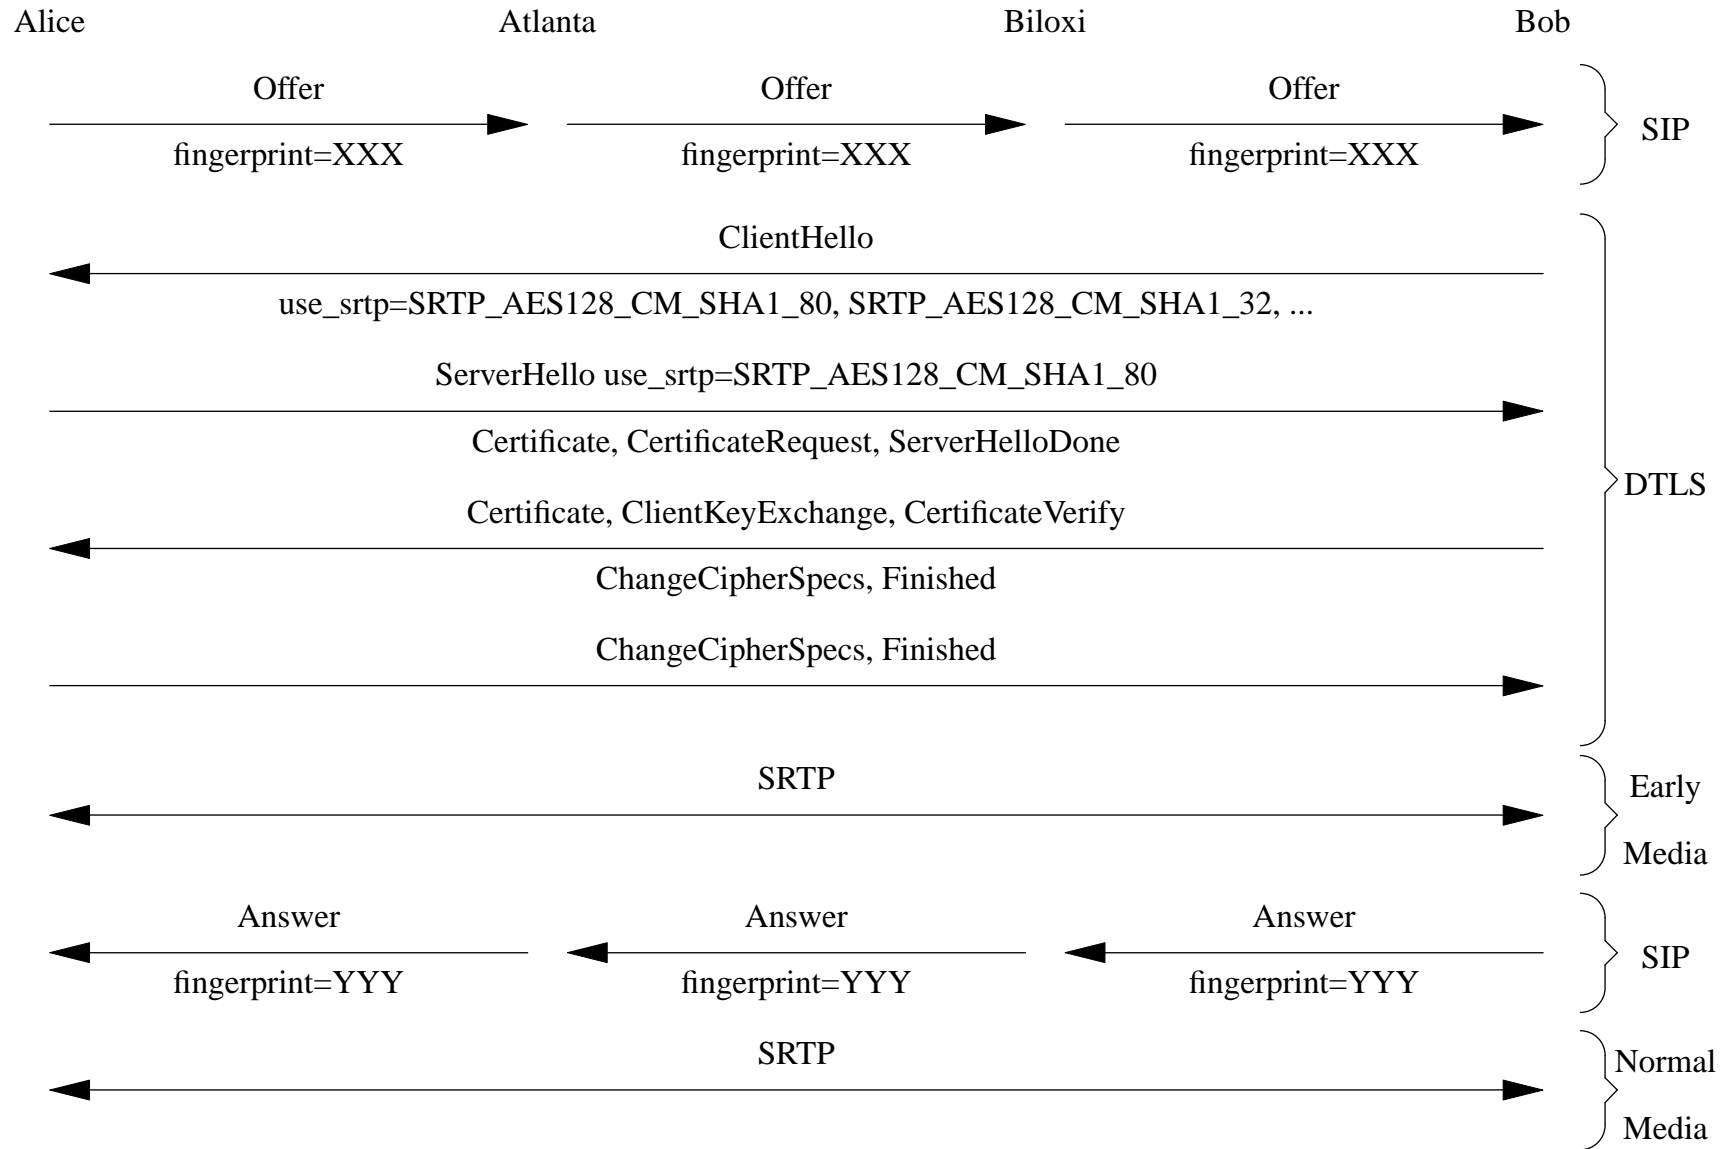 Alice Atlanta Biloxi Bob
Offer Offer Offer
SIP
fingerprint=XXX fingerprint=XXX fingerprint=XXX
ClientHello
use_srtp=SRTP_AES128_CM_SHA1_80, SRTP_AES128_CM_SHA1_32, ...
ServerHello use_srtp=SRTP_AES128_CM_SHA1_80
Certificate, CertificateRequest, ServerHelloDone
DTLS
Certificate, ClientKeyExchange, CertificateVerify
ChangeCipherSpecs, Finished
ChangeCipherSpecs, Finished
SRTP
Early
Media
Answer Answer Answer
SIP
fingerprint=YYY fingerprint=YYY fingerprint=YYY
SRTP
Normal
Media